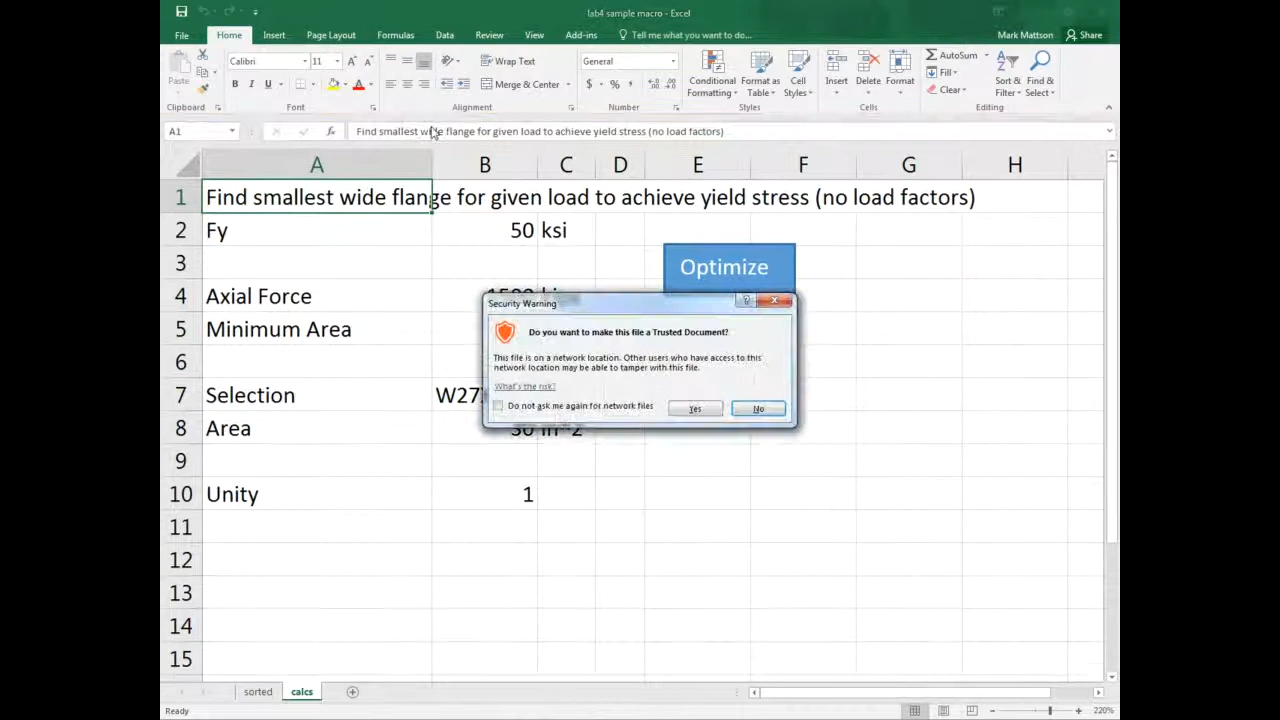 lab4 sample macro - Excel
File Home Insert Page Layout Formulas Data Review View Add-ins Tell me what you want to do... Mark Mattson Share
Paste Calibri 11 A A Wrap Text General Conditional Format as Cell Insert Delete Format AutoSum Sort & Find &
B I U A Merge & Center $ % , Formatting Table Styles Fill Filter Select
Clear
Clipboard Font Alignment Number Styles Cells Editing
A1 fx Find smallest wide flange for given load to achieve yield stress (no load factors)
A B C D E F G H
1 Find smallest wide flange for given load to achieve yield stress (no load factors)
2 Fy 50 ksi
3 Optimize
4 Axial Force
5 Minimum Area
6
7 Selection
8 Area 30 in^2
9
10 Unity 1
11
12
13
14
15
Security Warning
Do you want to make this file a Trusted Document?
This file is on a network location. Other users who have access to this
network location may be able to tamper with this file.
What's the risk?
Do not ask me again for network files Yes No
sorted calcs
Ready 220%